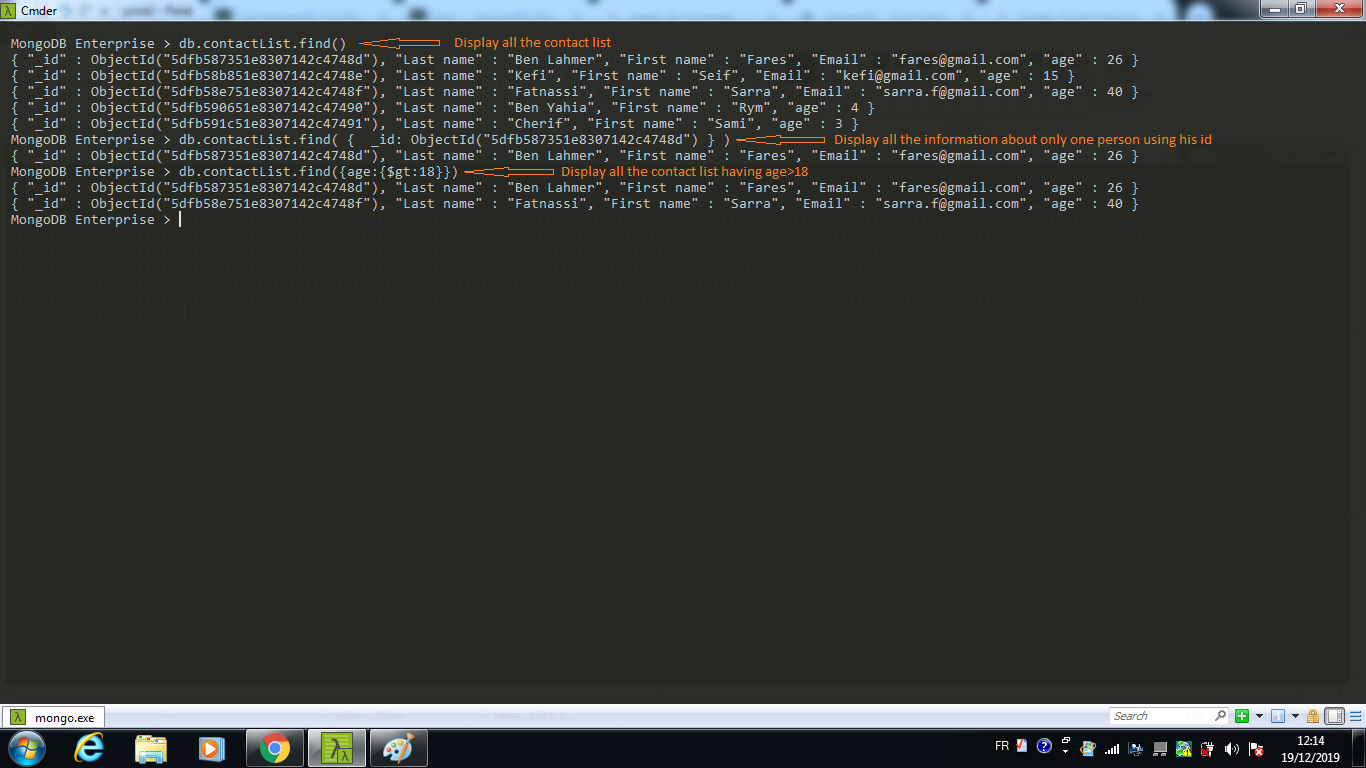 Cmder
MongoDB Enterprise > db.contactList.find() Display all the contact list
{ "_id" : ObjectId("5dfb587351e8307142c4748d"), "Last name" : "Ben Lahmer", "First name" : "Fares", "Email" : "fares@gmail.com", "age" : 26 }
{ "_id" : ObjectId("5dfb58b851e8307142c4748e"), "Last name" : "Kefi", "First name" : "Seif", "Email" : "kefi@gmail.com", "age" : 15 }
{ "_id" : ObjectId("5dfb58e751e8307142c4748f"), "Last name" : "Fatnassi", "First name" : "Sarra", "Email" : "sarra.f@gmail.com", "age" : 40 }
{ "_id" : ObjectId("5dfb590651e8307142c47490"), "Last name" : "Ben Yahia", "First name" : "Rym", "age" : 4 }
{ "_id" : ObjectId("5dfb591c51e8307142c47491"), "Last name" : "Cherif", "First name" : "Sami", "age" : 3 }
MongoDB Enterprise > db.contactList.find( {  _id: ObjectId("5dfb587351e8307142c4748d") } ) Display all the information about only one person using his id
{ "_id" : ObjectId("5dfb587351e8307142c4748d"), "Last name" : "Ben Lahmer", "First name" : "Fares", "Email" : "fares@gmail.com", "age" : 26 }
MongoDB Enterprise > db.contactList.find({age:{$gt:18}}) Display all the contact list having age>18
{ "_id" : ObjectId("5dfb587351e8307142c4748d"), "Last name" : "Ben Lahmer", "First name" : "Fares", "Email" : "fares@gmail.com", "age" : 26 }
{ "_id" : ObjectId("5dfb58e751e8307142c4748f"), "Last name" : "Fatnassi", "First name" : "Sarra", "Email" : "sarra.f@gmail.com", "age" : 40 }
MongoDB Enterprise >
mongo.exe
Search
FR
12:14
19/12/2019